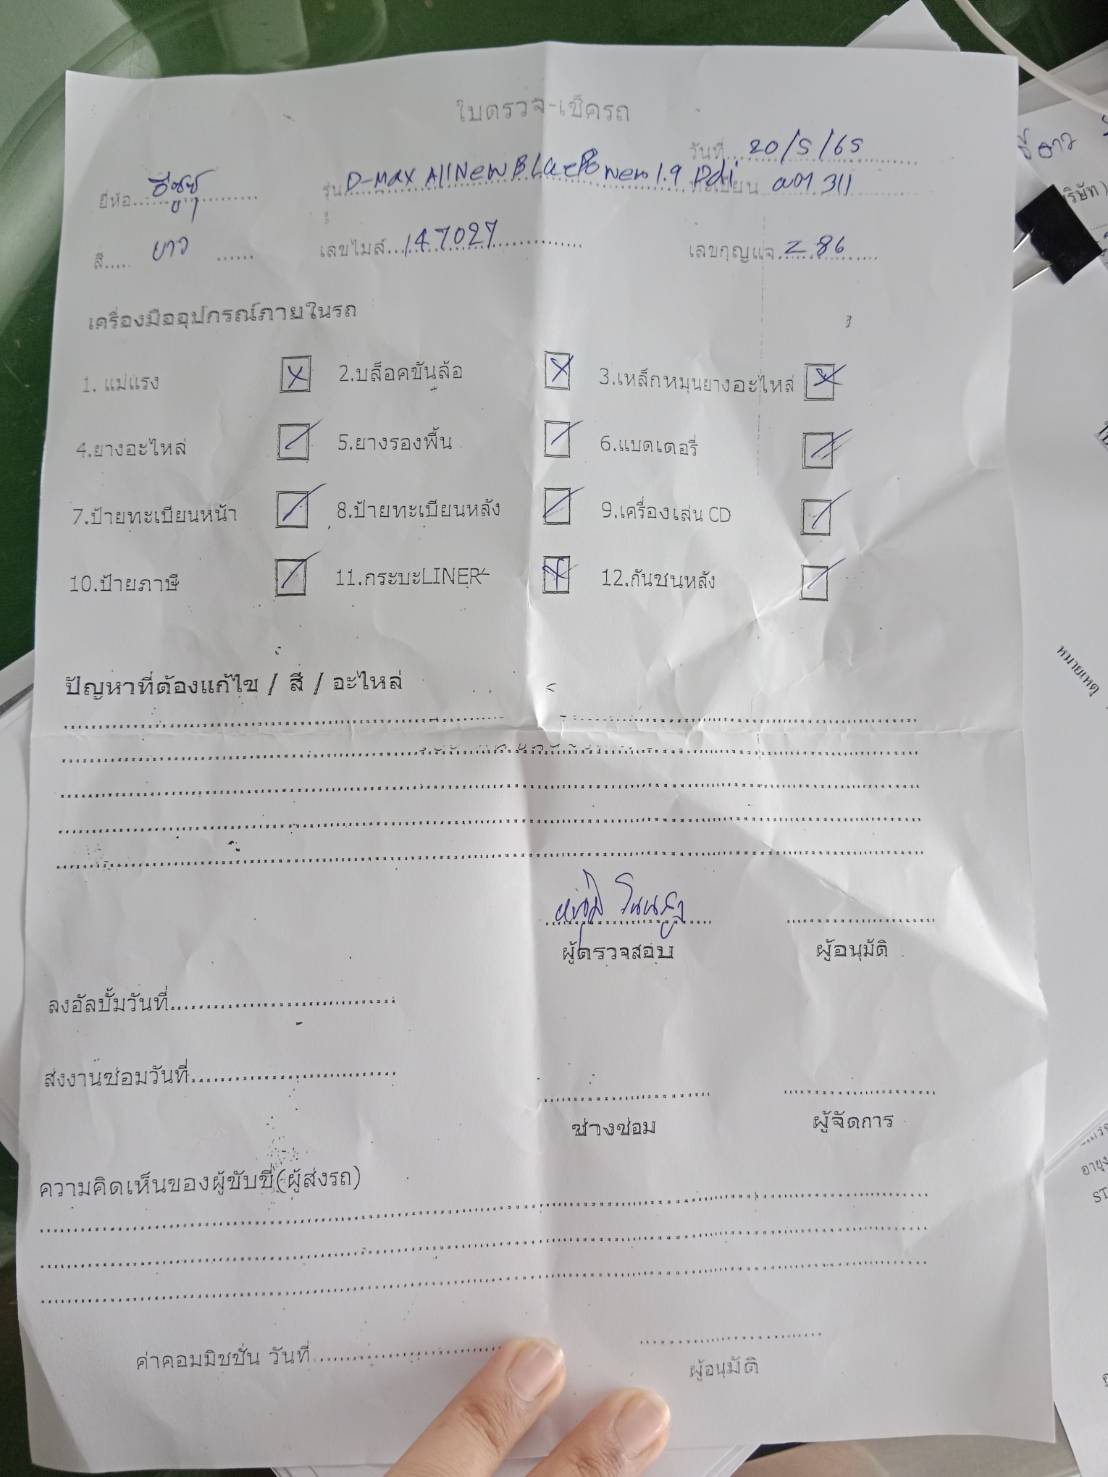 ใบตรวจ-เช็ครถ
วันที่ 20/5/65
ยี่ห้อ อีซูซุ รุ่น D-MAX All New BLuePower 1.9 Ddi ทะเบียน 311
สี ขาว เลขไมล์ 147027 เลขกุญแจ Z 86
เครื่องมืออุปกรณ์ภายในรถ
1. แม่แรง 2.บล็อคขันล้อ 3.เหล็กหมุนยางอะไหล่
4.ยางอะไหล่ 5.ยางรองพื้น 6.แบตเตอรี่
7.ป้ายทะเบียนหน้า 8.ป้ายทะเบียนหลัง 9.เครื่องเล่น CD
10.ป้ายภาษี 11.กระบะLINER 12.กันชนหลัง
ปัญหาที่ต้องแก้ไข / สี / อะไหล่
ผู้ตรวจสอบ ผู้อนุมัติ
ลงอัลบั้มวันที่
ส่งงานซ่อมวันที่
ช่างซ่อม ผู้จัดการ
ความคิดเห็นของผู้ขับขี่(ผู้ส่งรถ)
ค่าคอมมิชชั่น วันที่
ผู้อนุมัติ
หมายเหตุ